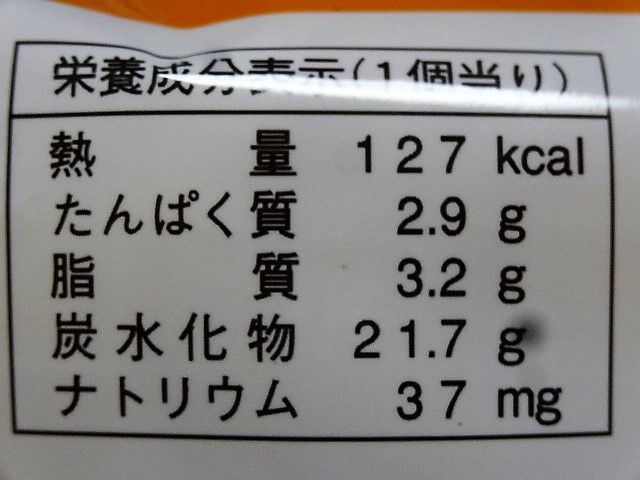 栄養成分表示(1個当り)
熱量 127 kcal
たんぱく質 2.9 g
脂質 3.2 g
炭水化物 21.7 g
ナトリウム 37 mg